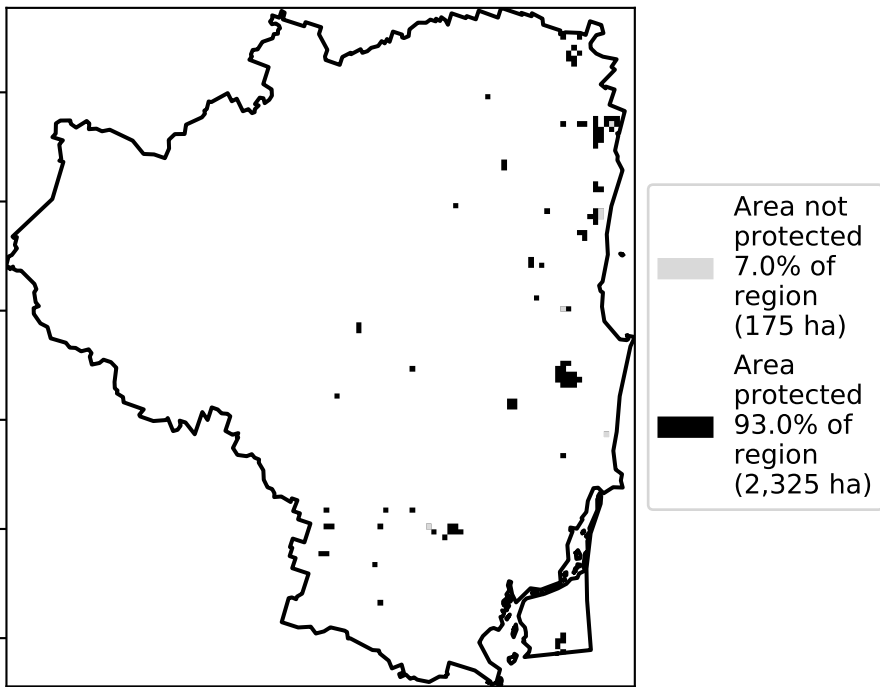 Area not
protected
7.0% of
region
(175 ha)
Area
protected
93.0% of
region
(2,325 ha)